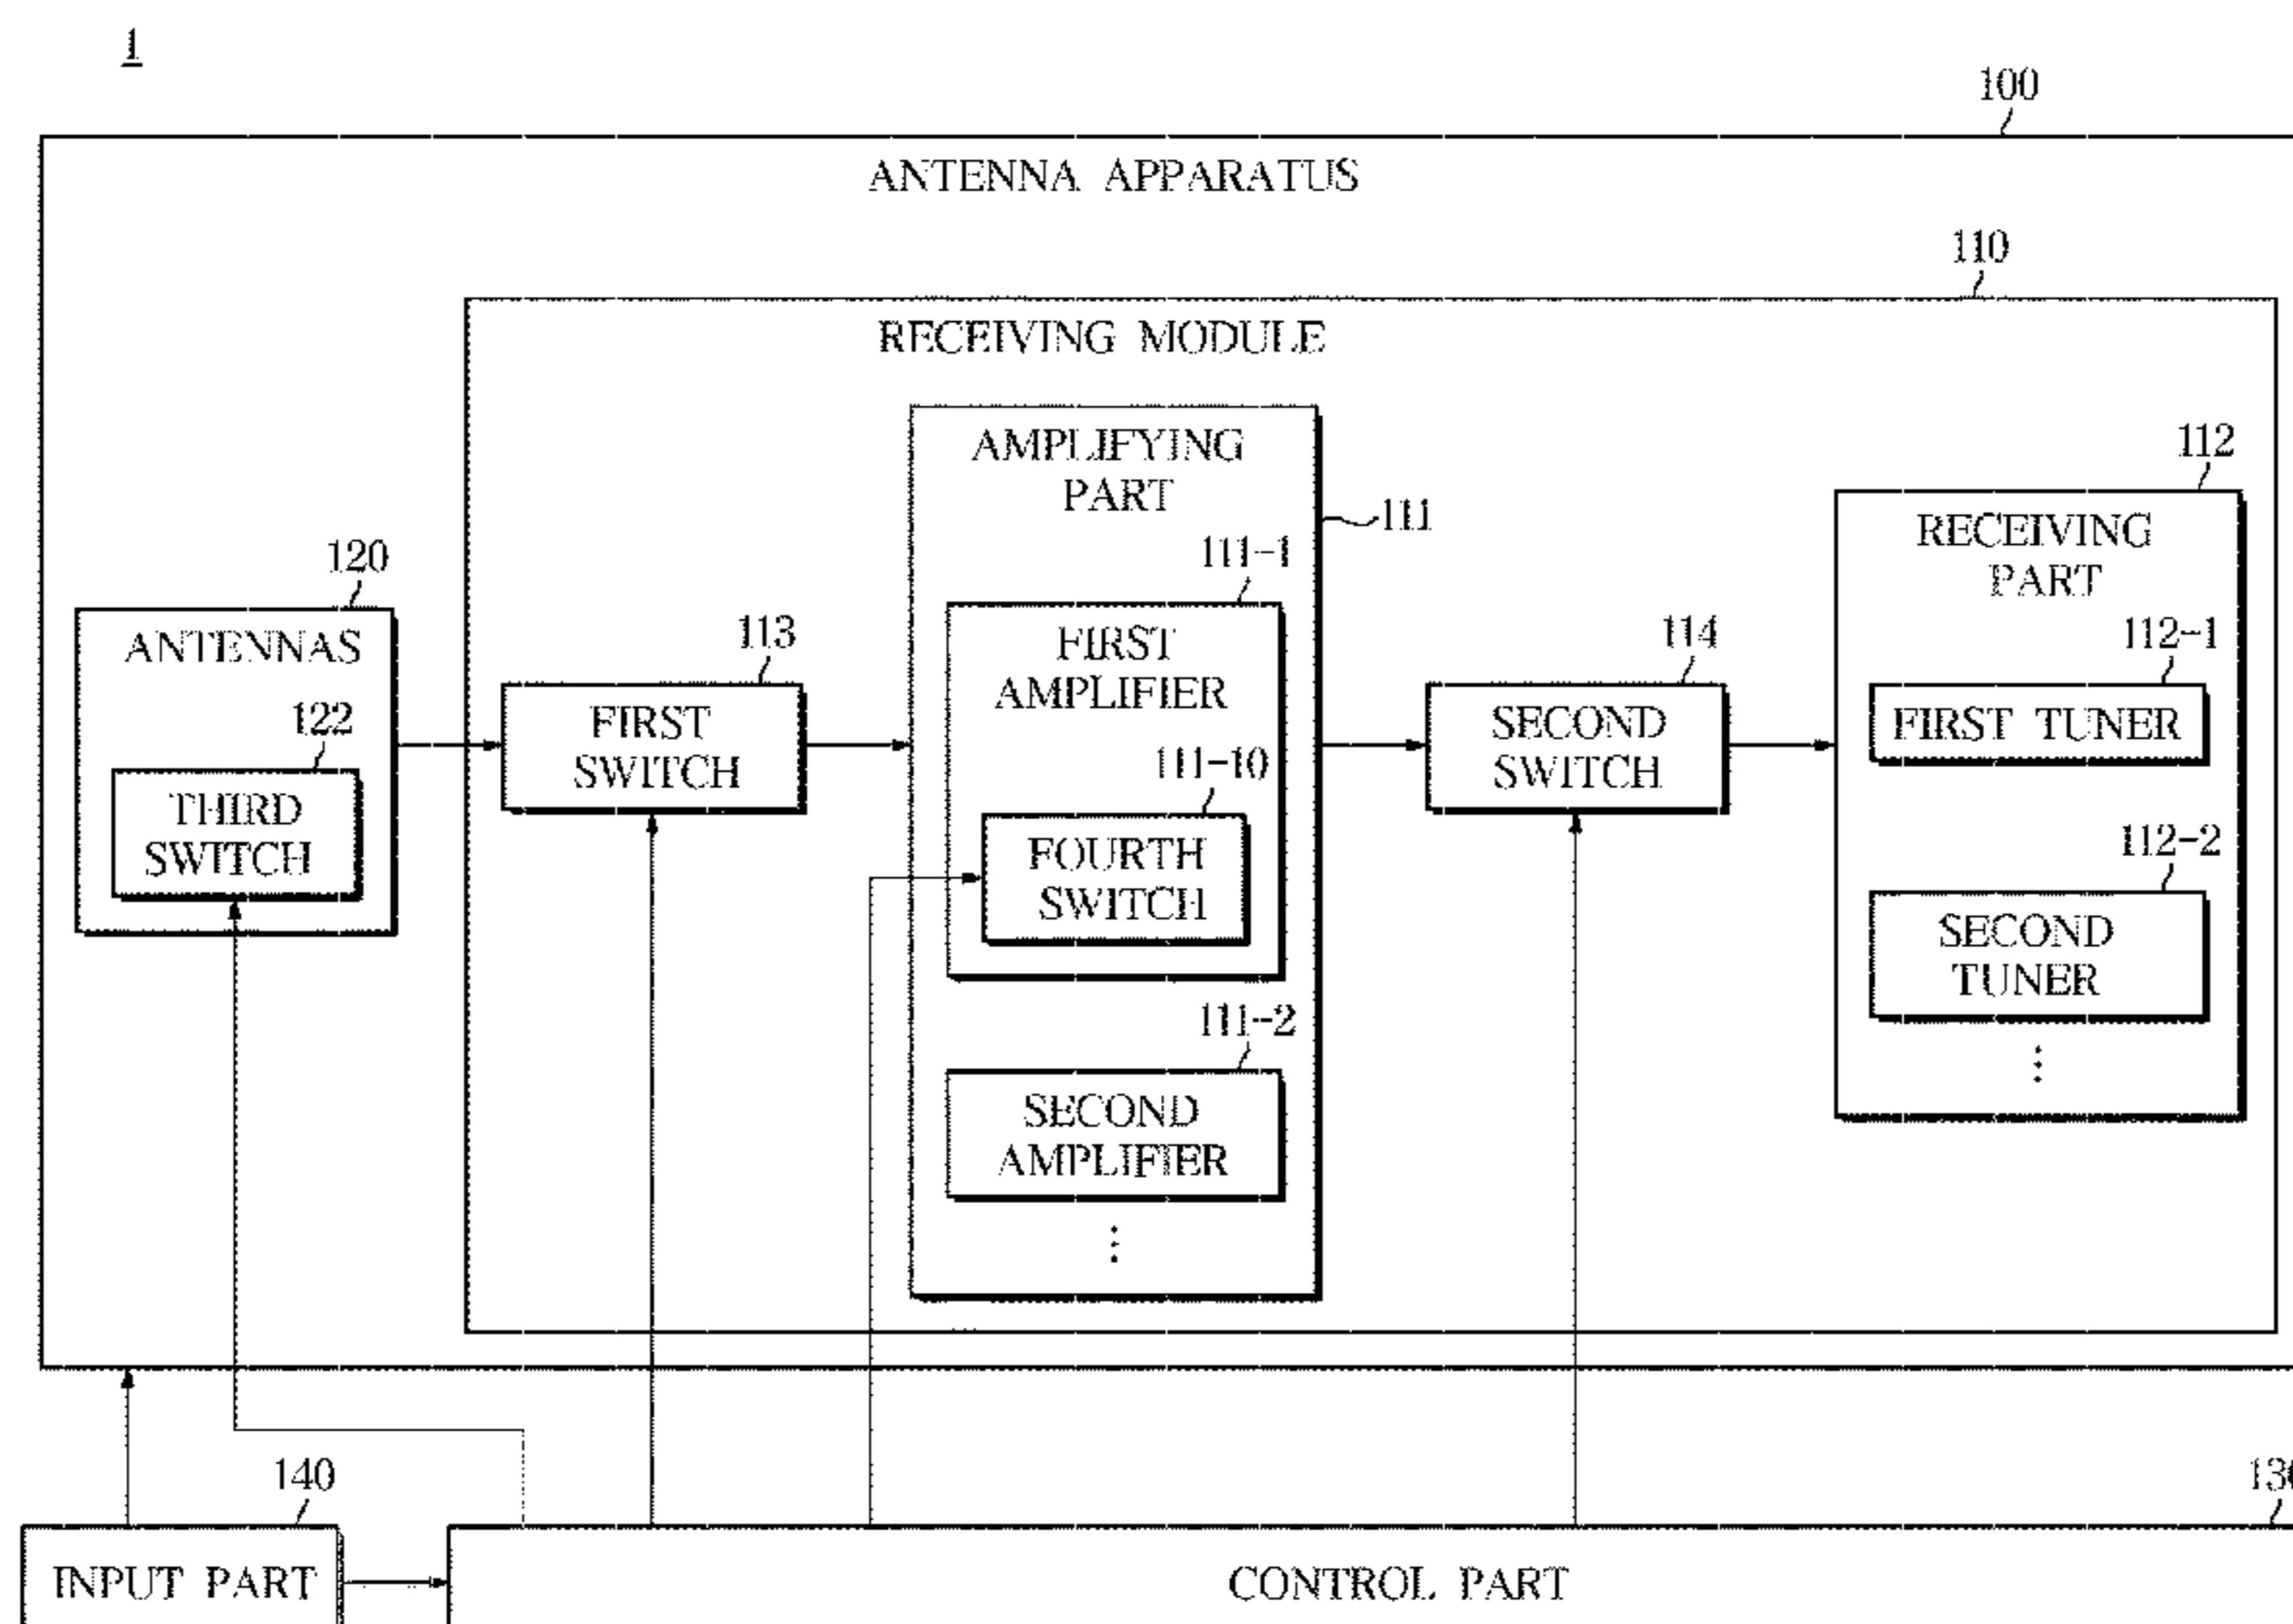 1
100
ANTENNA APPARATUS
110
RECEIVING MODULE
AMPLIFYING
PART
111
112
RECEIVING
PART
120
ANTENNAS
122
THIRD
SWITCH
113
FIRST
SWITCH
111-1
FIRST
AMPLIFIER
111-10
FOURTH
SWITCH
111-2
SECOND
AMPLIFIER
⋮
114
SECOND
SWITCH
112-1
FIRST TUNER
112-2
SECOND
TUNER
⋮
140
INPUT PART
130
CONTROL PART